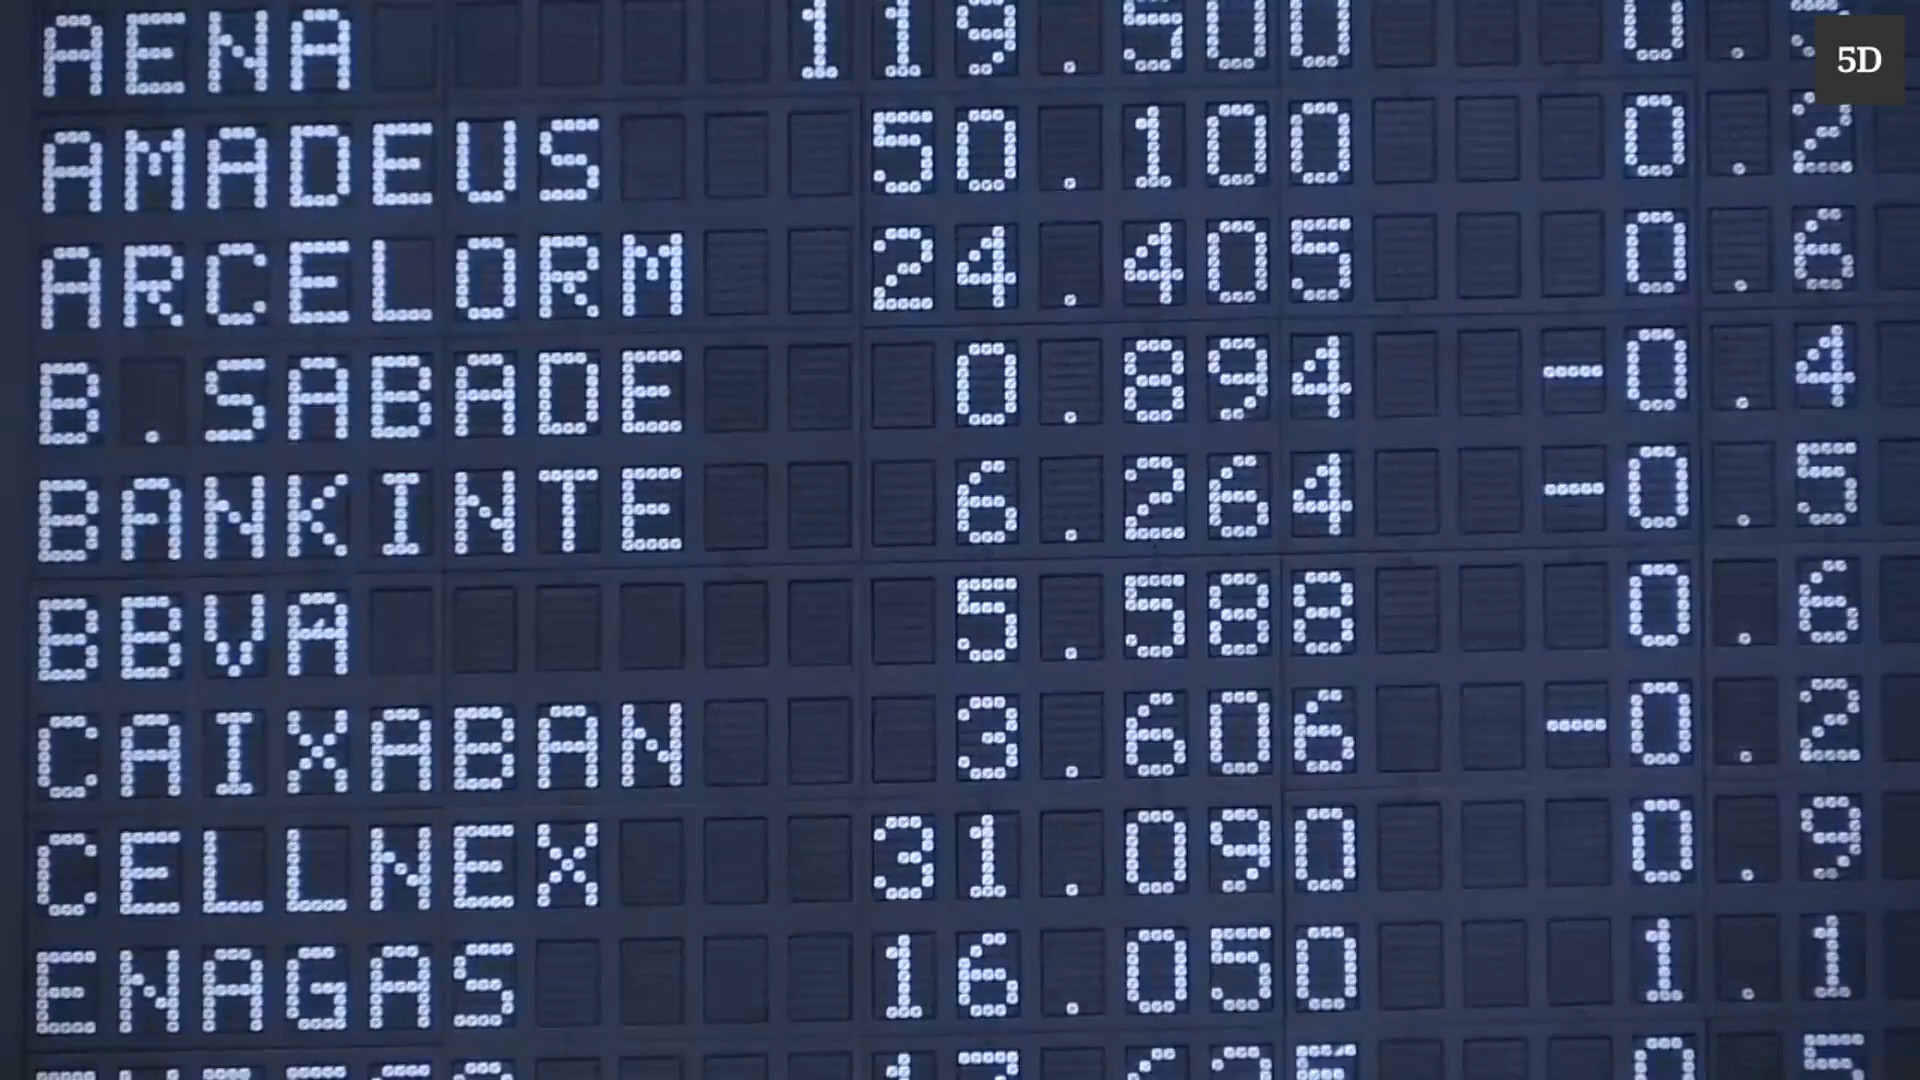 AENA 119.500 0.
5D
AMADEUS 50.100 0.2
ARCELORM 24.405 0.6
B.SABADE 0.894 -0.4
BANKINTE 6.264 -0.5
BBVA 5.588 0.6
CAIXABAN 3.606 -0.2
CELLNEX 31.090 0.9
ENAGAS 16.050 1.1